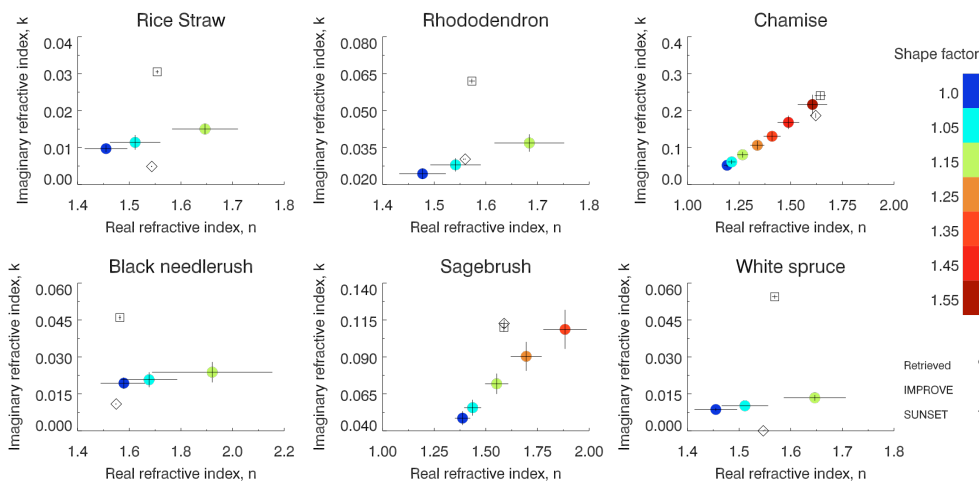 Rice Straw
Imaginary refractive index, k
0.04
0.03
0.02
0.01
0.00
1.4 1.5 1.6 1.7 1.8
Real refractive index, n
Rhododendron
Imaginary refractive index, k
0.080
0.065
0.050
0.035
0.020
1.4 1.5 1.6 1.7 1.8
Real refractive index, n
Chamise
Imaginary refractive index, k
0.4
0.3
0.2
0.1
0.0
1.00 1.25 1.50 1.75 2.00
Real refractive index, n
Shape factor
1.0
1.05
1.15
1.25
1.35
1.45
1.55
Black needlerush
Imaginary refractive index, k
0.060
0.045
0.030
0.015
0.000
1.4 1.6 1.8 2.0 2.2
Real refractive index, n
Sagebrush
Imaginary refractive index, k
0.140
0.115
0.090
0.065
0.040
1.00 1.25 1.50 1.75 2.00
Real refractive index, n
White spruce
Imaginary refractive index, k
0.060
0.045
0.030
0.015
0.000
1.4 1.5 1.6 1.7 1.8
Real refractive index, n
Retrieved
IMPROVE
SUNSET